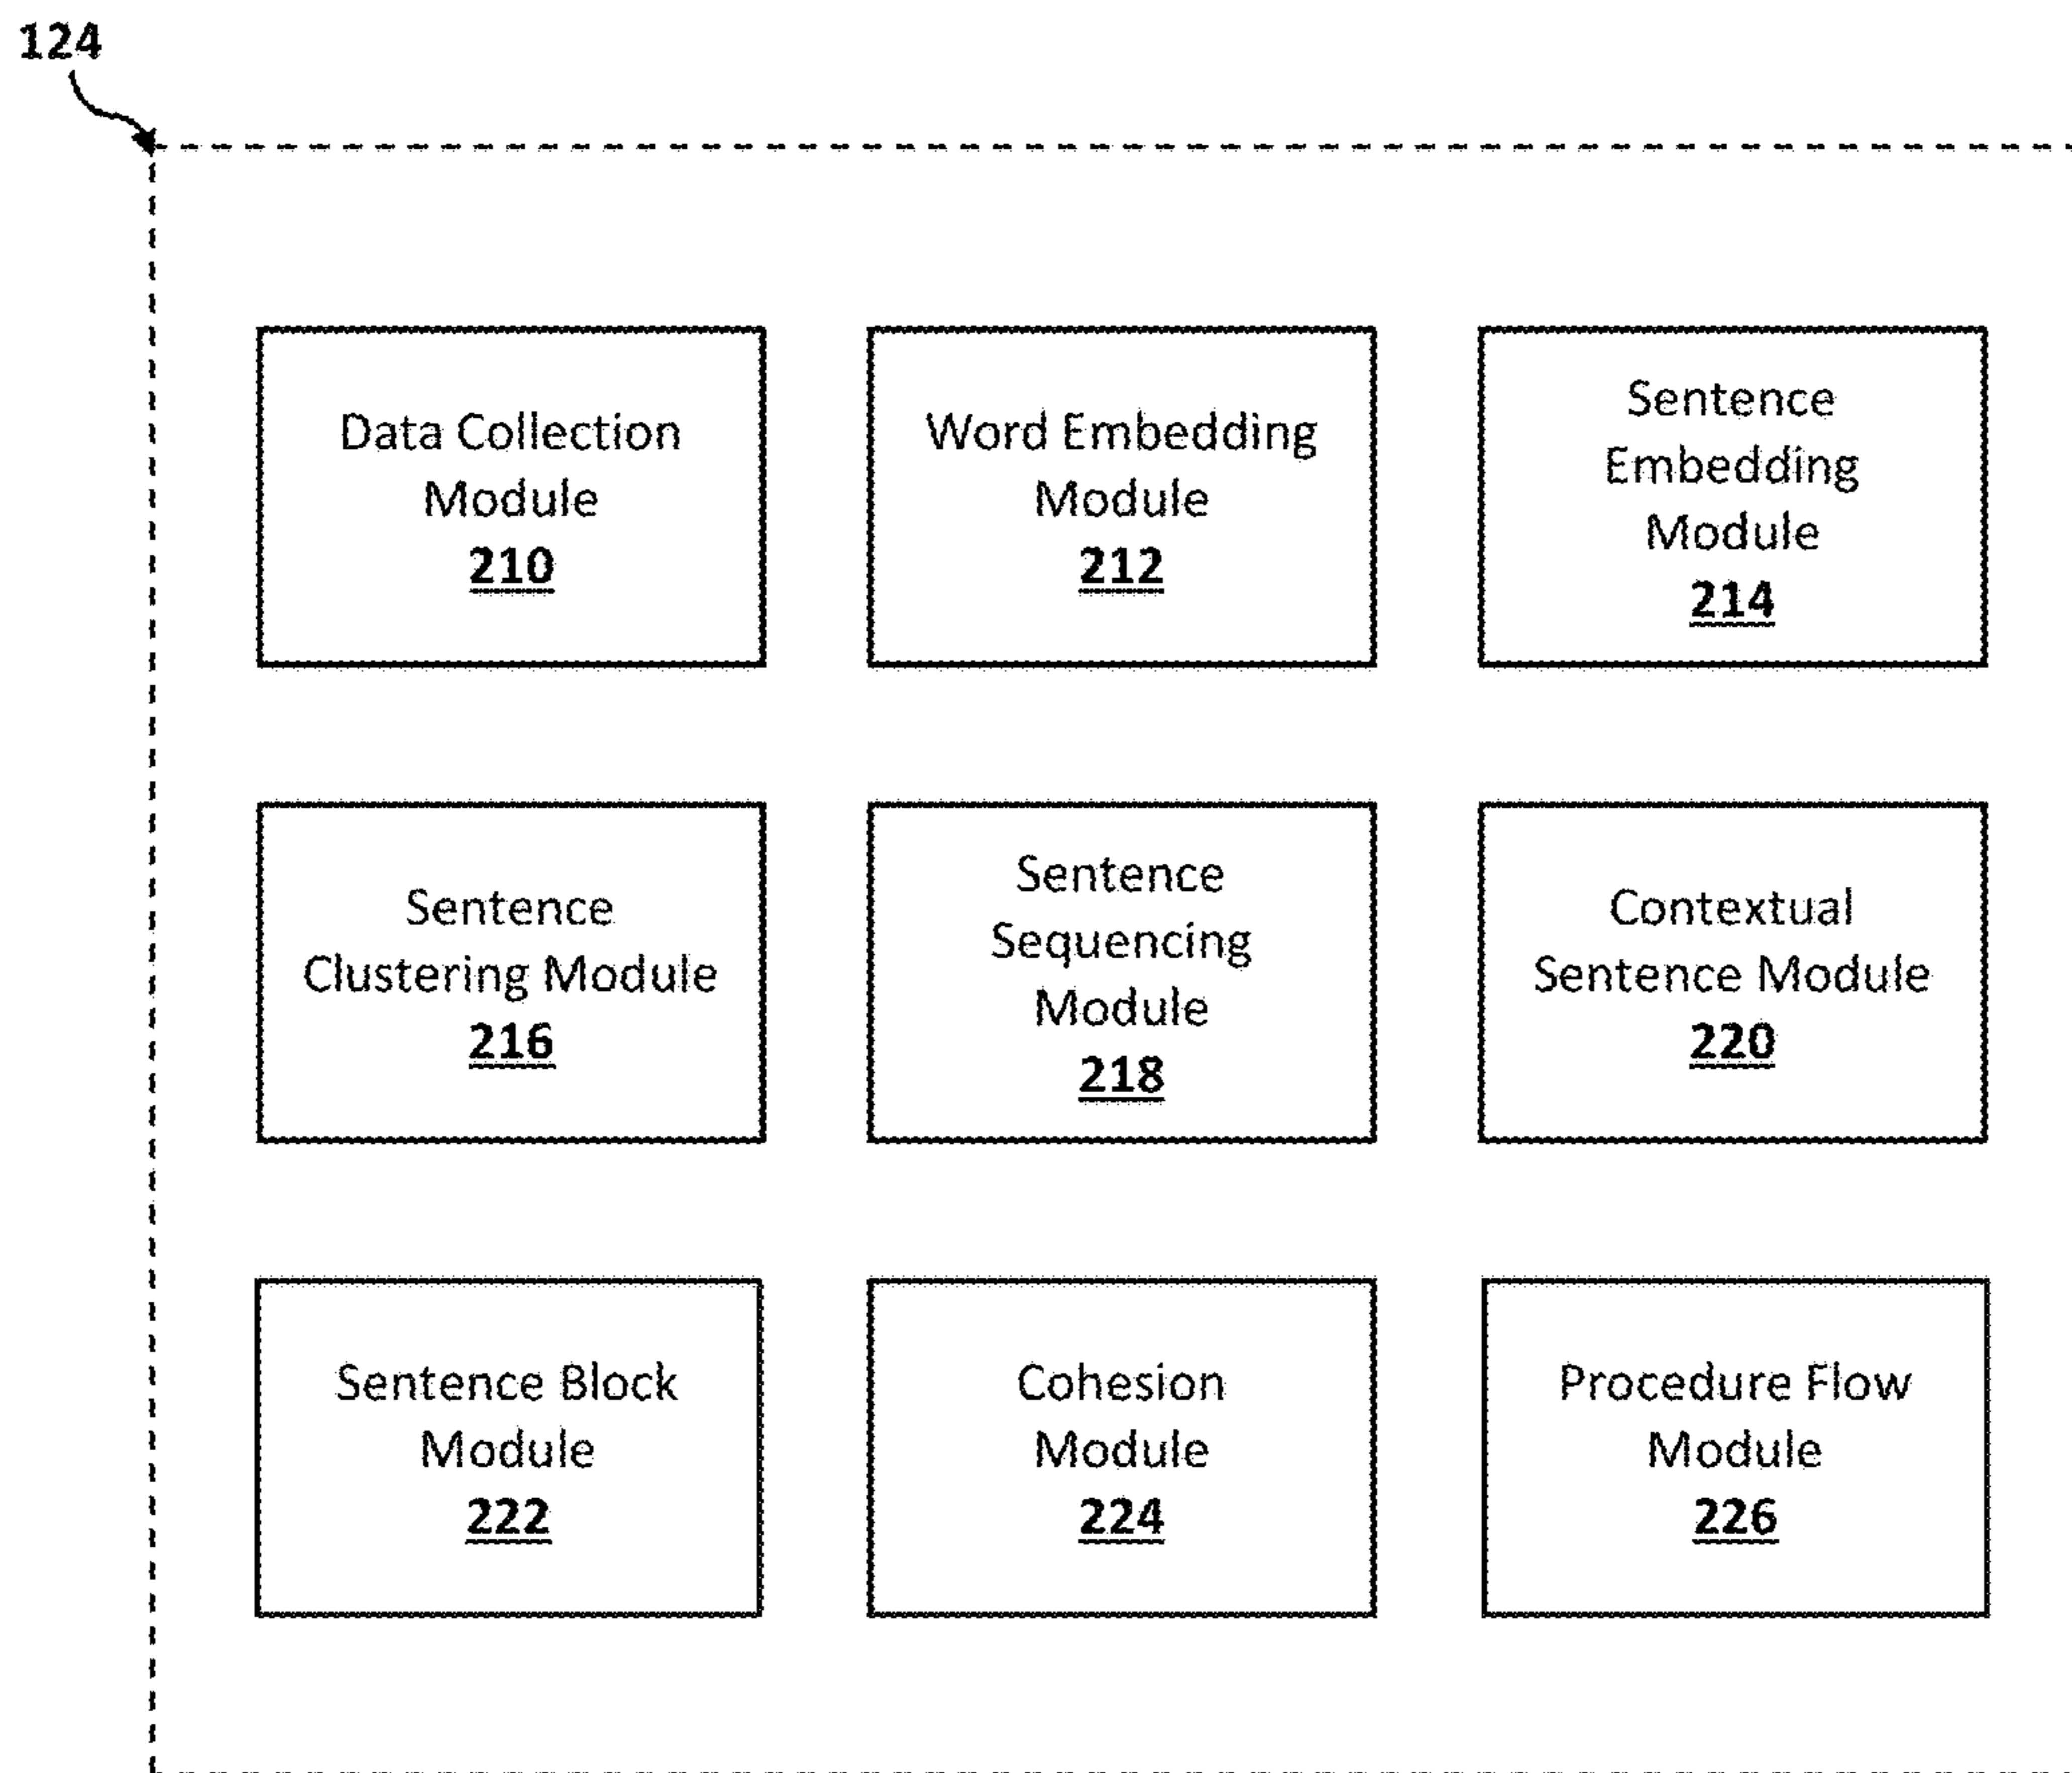 124
Data Collection
Module
210
Word Embedding
Module
212
Sentence
Embedding
Module
214
Sentence
Clustering Module
216
Sentence
Sequencing
Module
218
Contextual
Sentence Module
220
Sentence Block
Module
222
Cohesion
Module
224
Procedure Flow
Module
226